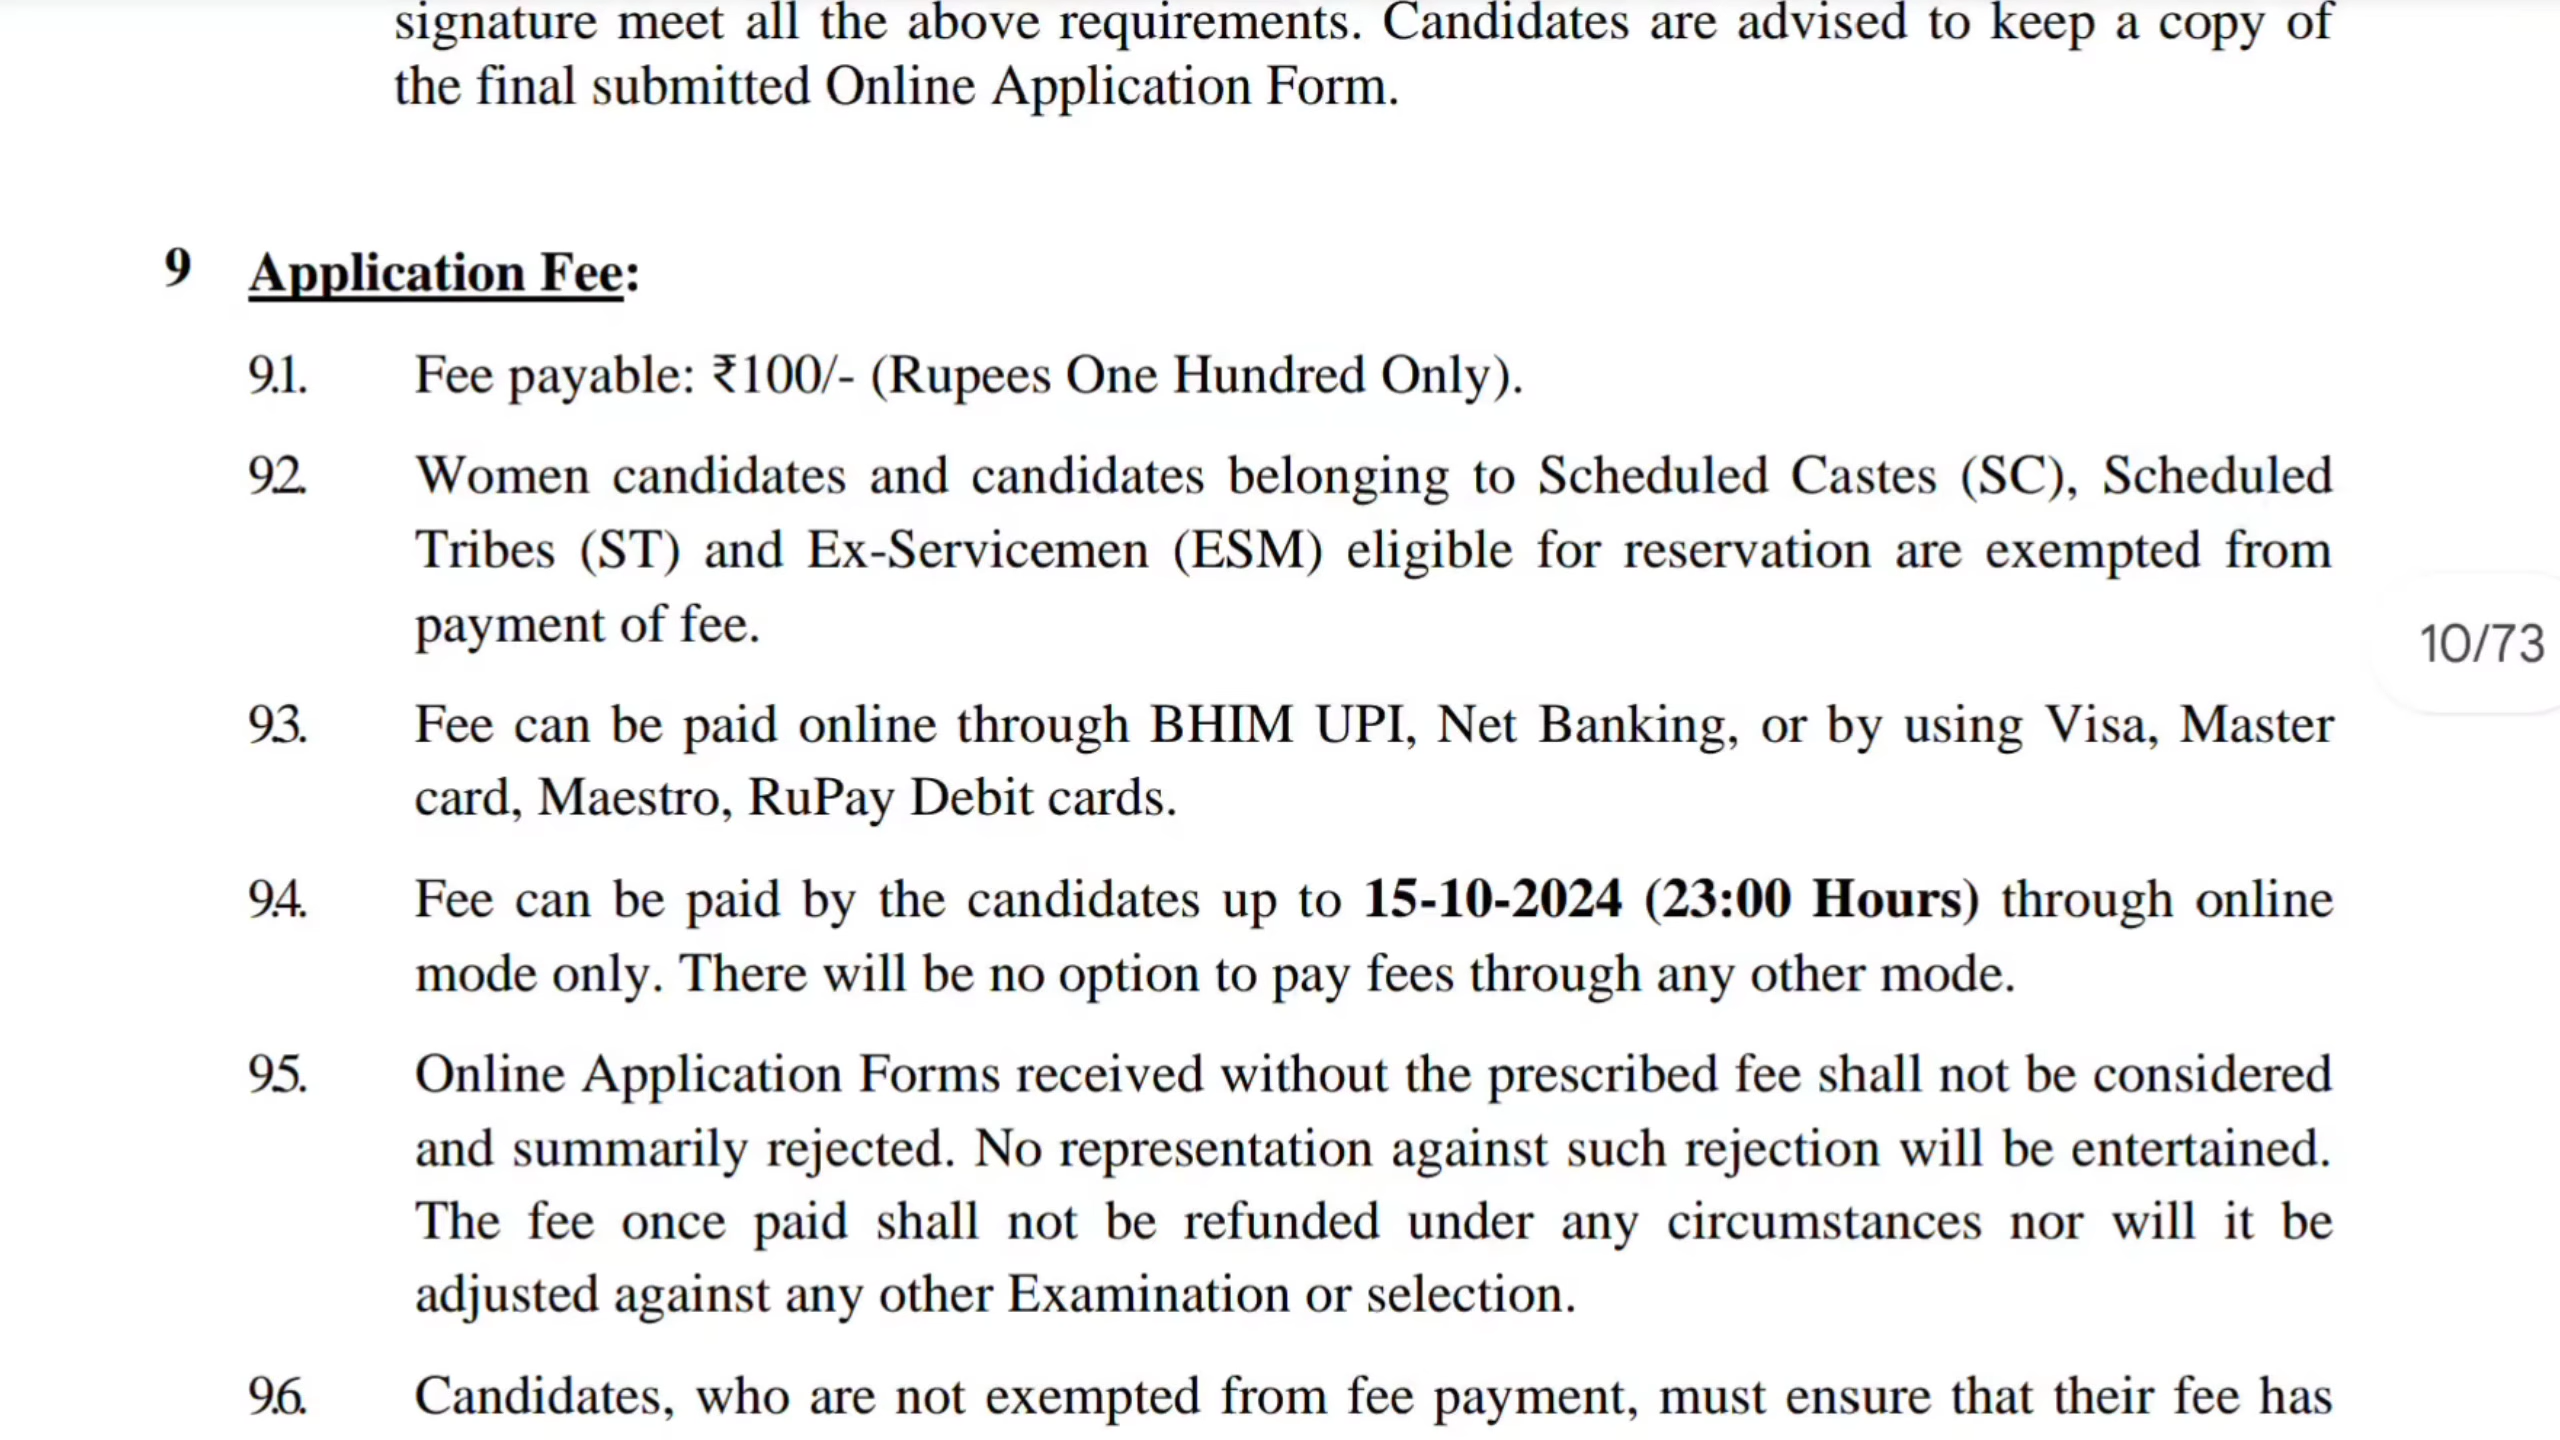 signature meet all the above requirements. Candidates are advised to keep a copy of
the final submitted Online Application Form.
9 Application Fee:
9.1. Fee payable: ₹100/- (Rupees One Hundred Only).
9.2. Women candidates and candidates belonging to Scheduled Castes (SC), Scheduled
Tribes (ST) and Ex-Servicemen (ESM) eligible for reservation are exempted from
payment of fee.
10/73
9.3. Fee can be paid online through BHIM UPI, Net Banking, or by using Visa, Master
card, Maestro, RuPay Debit cards.
9.4. Fee can be paid by the candidates up to 15-10-2024 (23:00 Hours) through online
mode only. There will be no option to pay fees through any other mode.
9.5. Online Application Forms received without the prescribed fee shall not be considered
and summarily rejected. No representation against such rejection will be entertained.
The fee once paid shall not be refunded under any circumstances nor will it be
adjusted against any other Examination or selection.
9.6. Candidates, who are not exempted from fee payment, must ensure that their fee has